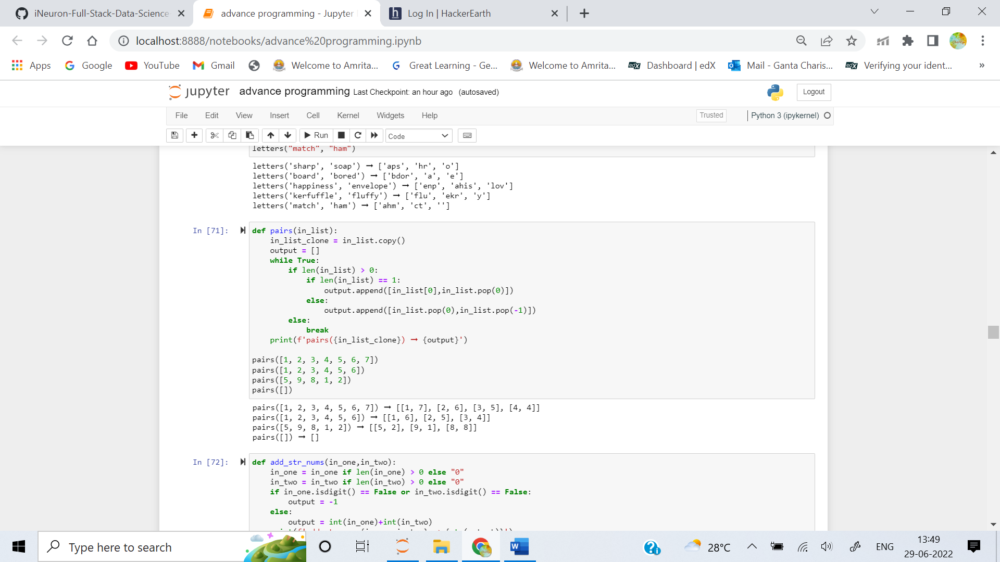 iNeuron-Full-Stack-Data-Science
advance programming - Jupyter
Log In | HackerEarth
localhost:8888/notebooks/advance%20programming.ipynb
Apps
Google
YouTube
Gmail
Welcome to Amrita...
Great Learning - Ge...
Welcome to Amrita...
Dashboard | edX
Mail - Ganta Charis...
Verifying your ident...
»
jupyter
advance programming Last Checkpoint: an hour ago (autosaved)
Logout
File Edit View Insert Cell Kernel Widgets Help
Trusted
Python 3 (ipykernel)
Run
Code
letters("match", "ham")
letters('sharp', 'soap') ➞ ['aps', 'hr', 'o']
letters('board', 'bored') ➞ ['bdor', 'a', 'e']
letters('happiness', 'envelope') ➞ ['enp', 'ahis', 'lov']
letters('kerfuffle', 'fluffy') ➞ ['flu', 'ekr', 'y']
letters('match', 'ham') ➞ ['ahm', 'ct', '']
In [71]:
def pairs(in_list):
    in_list_clone = in_list.copy()
    output = []
    while True:
        if len(in_list) > 0:
            if len(in_list) == 1:
                output.append([in_list[0],in_list.pop(0)])
            else:
                output.append([in_list.pop(0),in_list.pop(-1)])
        else:
            break
    print(f'pairs({in_list_clone}) ➞ {output}')
pairs([1, 2, 3, 4, 5, 6, 7])
pairs([1, 2, 3, 4, 5, 6])
pairs([5, 9, 8, 1, 2])
pairs([])
pairs([1, 2, 3, 4, 5, 6, 7]) ➞ [[1, 7], [2, 6], [3, 5], [4, 4]]
pairs([1, 2, 3, 4, 5, 6]) ➞ [[1, 6], [2, 5], [3, 4]]
pairs([5, 9, 8, 1, 2]) ➞ [[5, 2], [9, 1], [8, 8]]
pairs([]) ➞ []
In [72]:
def add_str_nums(in_one,in_two):
    in_one = in_one if len(in_one) > 0 else "0"
    in_two = in_two if len(in_two) > 0 else "0"
    if in_one.isdigit() == False or in_two.isdigit() == False:
        output = -1
    else:
        output = int(in_one)+int(in_two)
Type here to search
28°C
ENG
13:49
29-06-2022